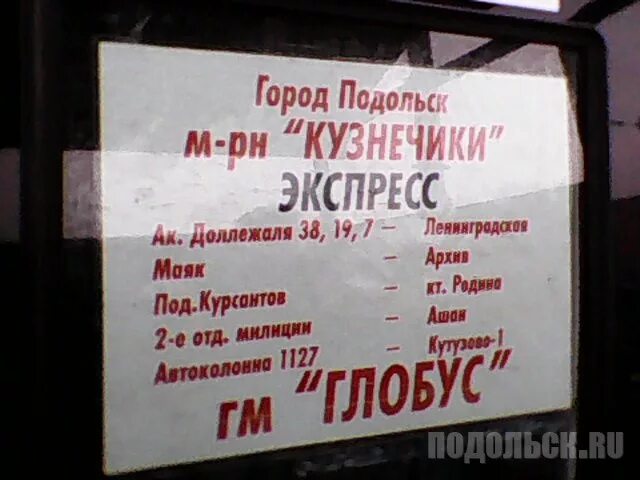 Город Подольск
м-рн "КУЗНЕЧИКИ"
ЭКСПРЕСС
Ак. Доллежаля 38, 19, 7 – Ленинградская
Маяк – Архив
Под.Курсантов – кт. Родина
2-е отд. милиции – Ашан
Автоколонна 1127 – Кутузово-1
гм "ГЛОБУС"
ПОДОЛЬСК.RU